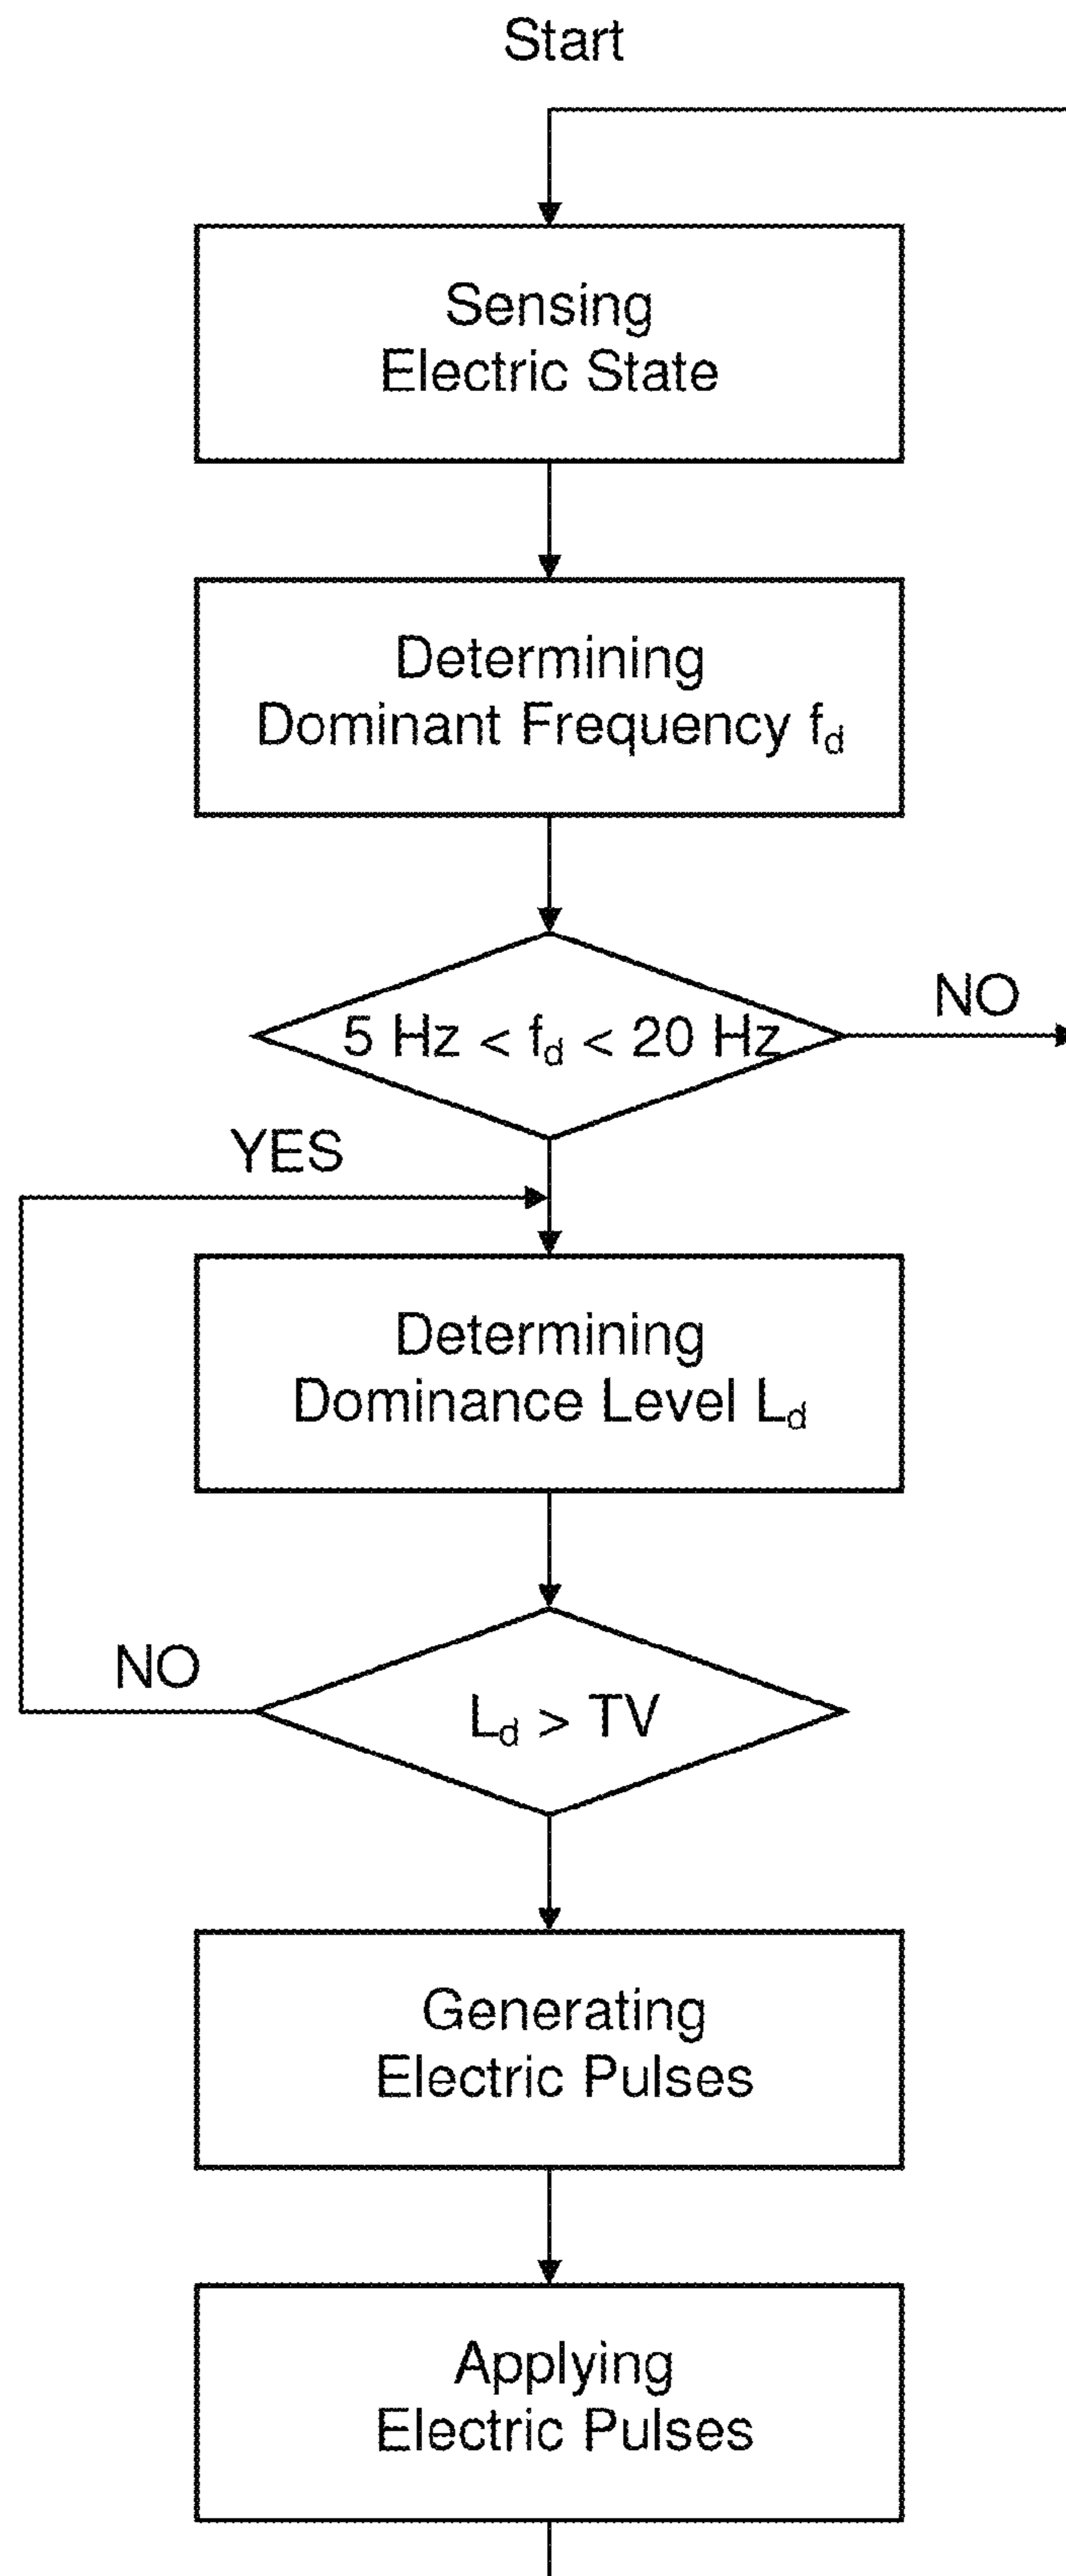 Start
Sensing
Electric State
Determining
Dominant Frequency fd
5 Hz < fd < 20 Hz
NO
YES
Determining
Dominance Level Ld
NO
Ld > TV
Generating
Electric Pulses
Applying
Electric Pulses